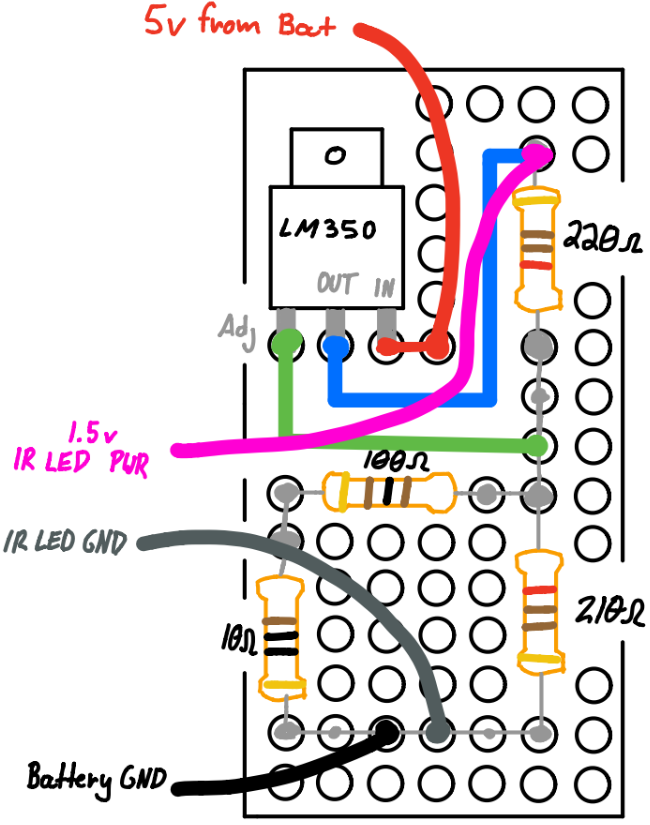 5v from Bat
LM350
OUT IN
Adj
220Ω
1.5v
IR LED PWR
100Ω
IR LED GND
10Ω
210Ω
Battery GND